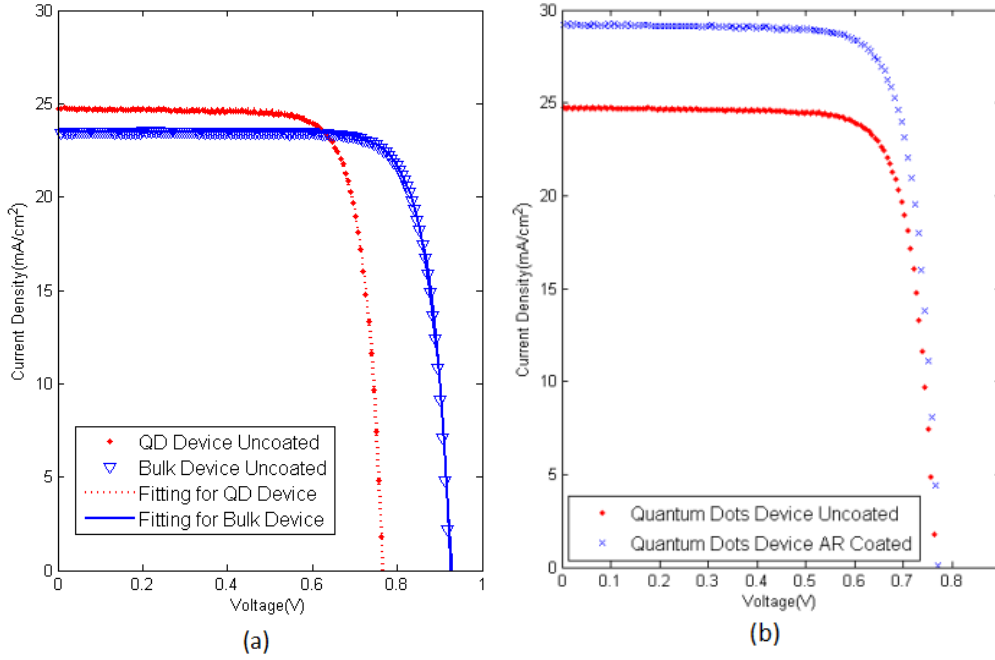 30
25
20
15
10
5
0
Current Density(mA/cm²)
QD Device Uncoated
Bulk Device Uncoated
Fitting for QD Device
Fitting for Bulk Device
0
0.2
0.4
0.6
0.8
1
Voltage(V)
(a)
30
25
20
15
10
5
0
Current Density(mA/cm²)
Quantum Dots Device Uncoated
Quantum Dots Device AR Coated
0
0.1
0.2
0.3
0.4
0.5
0.6
0.7
0.8
Voltage(V)
(b)